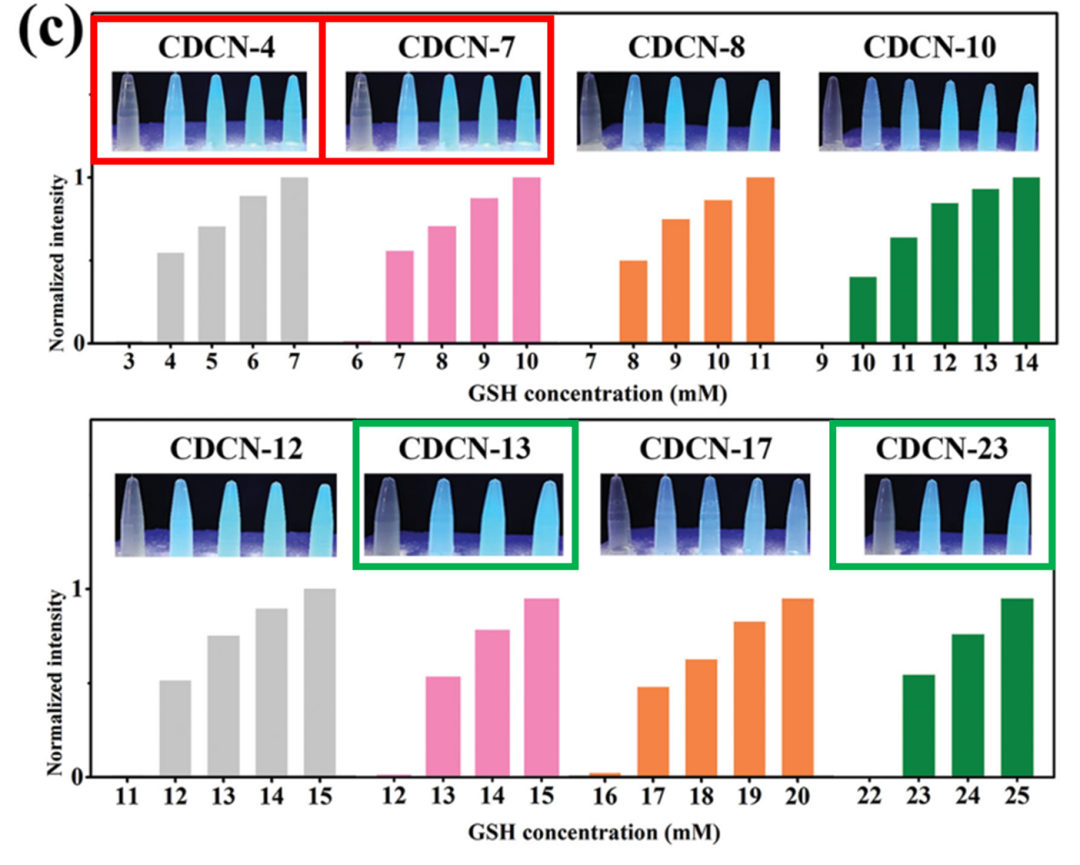 (c)
CDCN-4 CDCN-7 CDCN-8 CDCN-10
1
Normalized intensity
0
3 4 5 6 7 6 7 8 9 10 7 8 9 10 11 9 10 11 12 13 14
GSH concentration (mM)
CDCN-12 CDCN-13 CDCN-17 CDCN-23
1
Normalized intensity
0
11 12 13 14 15 12 13 14 15 16 17 18 19 20 22 23 24 25
GSH concentration (mM)